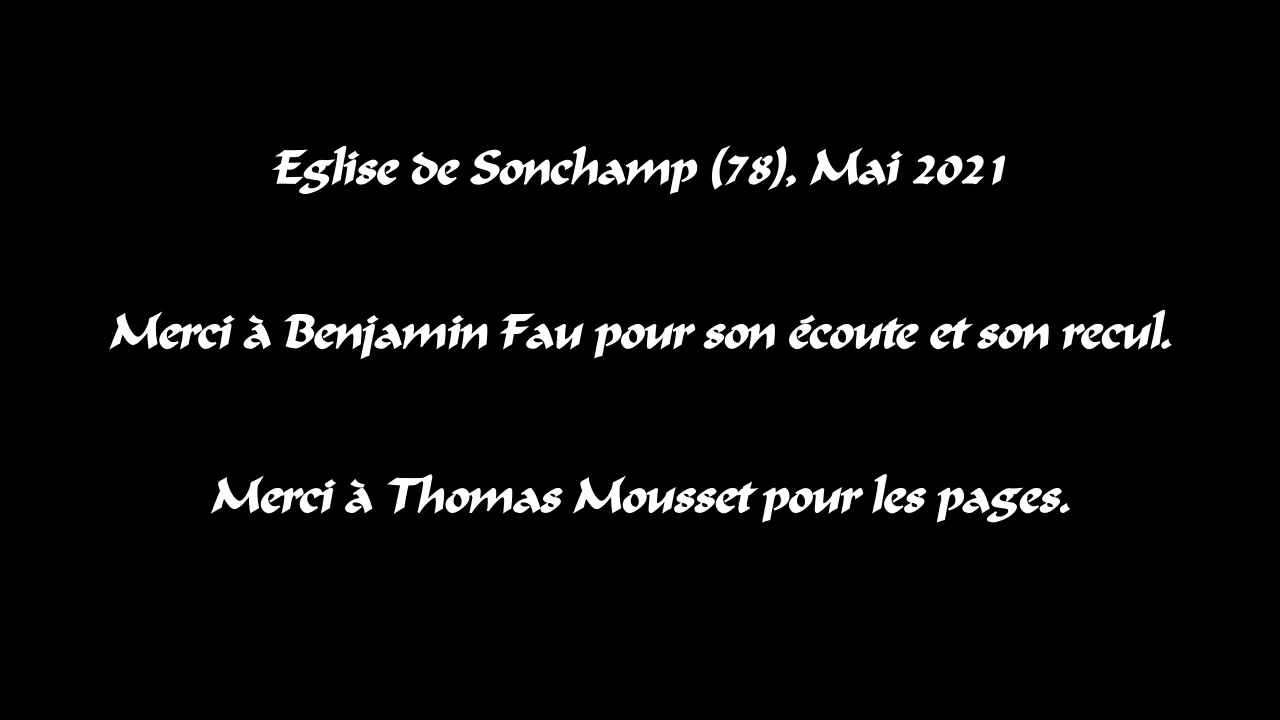 Eglise de Sonchamp (78), Mai 2021
Merci à Benjamin Fau pour son écoute et son recul.
Merci à Thomas Mousset pour les pages.